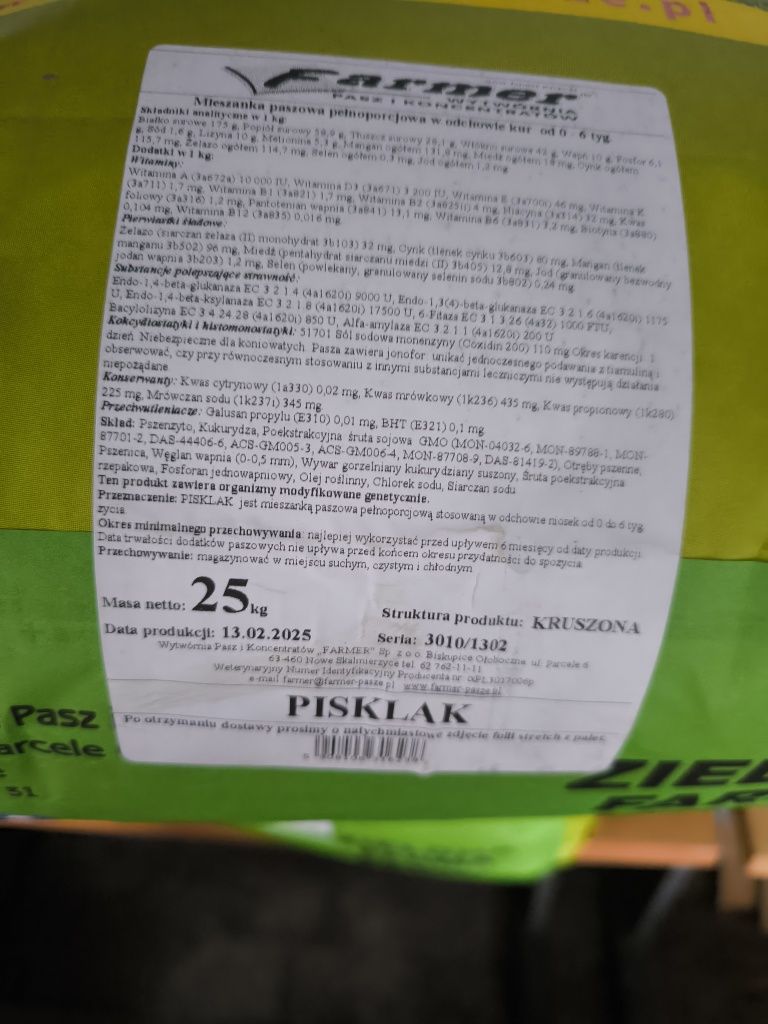 .pl
Farmer
WYTWÓRNIA
PASZ I KONCENTRATÓW
Mieszanka paszowa pełnoporcjowa w odchowie kur od 0 - 6 tyg.
Składniki analityczne w 1 kg:
Białko surowe 175 g, Popiół surowy g, Tłuszcz surowy g, Włókno surowe 42 g, Wapń 10 g, Fosfor 6,1
g, Sód 1,6 g, Lizyna 10 g, Metionina 5,3 g, Mangan ogółem mg, Miedź ogółem mg, Cynk ogółem
115,7 mg, Żelazo ogółem 114,7 mg, Selen ogółem 0,3 mg, Jod ogółem 1,2 mg
Dodatki w 1 kg:
Witaminy:
Witamina A (3a672a) 10 000 IU, Witamina D3 (3a671) 3 200 IU, Witamina E (3a700i) 46 mg, Witamina K
(3a711) 1,7 mg, Witamina B1 (3a821) 1,7 mg, Witamina B2 (3a825ii) 4 mg, Niacyna (3a314) 32 mg, Kwas
foliowy (3a316) 1,2 mg, Pantotenian wapnia (3a841) 13,1 mg, Witamina B6 (3a831) 3,2 mg, Biotyna (3a880)
0,104 mg, Witamina B12 (3a835) 0,016 mg
Pierwiastki śladowe:
Żelazo (siarczan żelaza (II) monohydrat 3b103) 32 mg, Cynk (tlenek cynku 3b603) 80 mg, Mangan (tlenek
manganu 3b502) 96 mg, Miedź (pentahydrat siarczanu miedzi (II) 3b405) 12,8 mg, Jod (granulowany bezwodny
jodan wapnia 3b203) 1,2 mg, Selen (powlekany, granulowany selenin sodu 3b802) 0,24 mg
Substancje polepszające strawność:
Endo-1,4-beta-glukanaza EC 3 2 1 4 (4a1620i) 9000 U, Endo-1,3(4)-beta-glukanaza EC 3 2 1 6 (4a1620i) 1175
U, Endo-1,4-beta-ksylanaza EC 3 2 1 8 (4a1620i) 17500 U, 6-Fitaza EC 3 1 3 26 (4a32) 1000 FTU,
Bacylolizyna EC 3 4 24.28 (4a1620i) 850 U, Alfa-amylaza EC 3 2 1 1 (4a1620i) 200 U
Kokcydiostatyki i histomonostatyki: 51701 Sól sodowa monenzyny (Coxidin 200) 110 mg Okres karencji 1
dzień. Niebezpieczne dla koniowatych. Pasza zawiera jonofor: unikać jednoczesnego podawania z tiamuliną i
obserwować, czy przy równoczesnym stosowaniu z innymi substancjami leczniczymi nie występują działania
niepożądane.
Konserwanty: Kwas cytrynowy (1a330) 0,02 mg, Kwas mrówkowy (1k236) 435 mg, Kwas propionowy (1k280)
225 mg, Mrówczan sodu (1k237i) 345 mg
Przeciwutleniacze: Galusan propylu (E310) 0,01 mg, BHT (E321) 0,1 mg
Skład: Pszenżyto, Kukurydza, Poekstrakcyjna śruta sojowa GMO (MON-04032-6, MON-89788-1, MON-
87701-2, DAS-44406-6, ACS-GM005-3, ACS-GM006-4, MON-87708-9, DAS-81419-2), Otręby pszenne,
Pszenica, Węglan wapnia (0-0,5 mm), Wywar gorzelniany kukurydziany suszony, Śruta poekstrakcyjna
rzepakowa, Fosforan jednowapniowy, Olej roślinny, Chlorek sodu, Siarczan sodu
Ten produkt zawiera organizmy modyfikowane genetycznie.
Przeznaczenie: PISKLAK jest mieszanką paszowa pełnoporcjową stosowaną w odchowie niosek od 0 do 6 tyg.
życia.
Okres minimalnego przechowywania: najlepiej wykorzystać przed upływem 6 miesięcy od daty produkcji.
Data trwałości dodatków paszowych nie upływa przed końcem okresu przydatności do spożycia.
Przechowywanie: magazynować w miejscu suchym, czystym i chłodnym
Masa netto: 25kg
Struktura produktu: KRUSZONA
Data produkcji: 13.02.2025
Seria: 3010/1302
Wytwórnia Pasz i Koncentratów „FARMER" Sp. z o.o. Biskupice Ołoboczne ul. Parcele 6
63-460 Nowe Skalmierzyce tel. 62 762-11-11
Weterynaryjny Numer Identyfikacyjny Producenta nr αPL3017006p
e-mail farmer@farmer-pasze.pl www.farmer-pasze.pl
PISKLAK
Po otrzymaniu dostawy prosimy o natychmiastowe zdjęcie folii stretch z palet.
Pasz
arcele
51
ZIEL
FAR